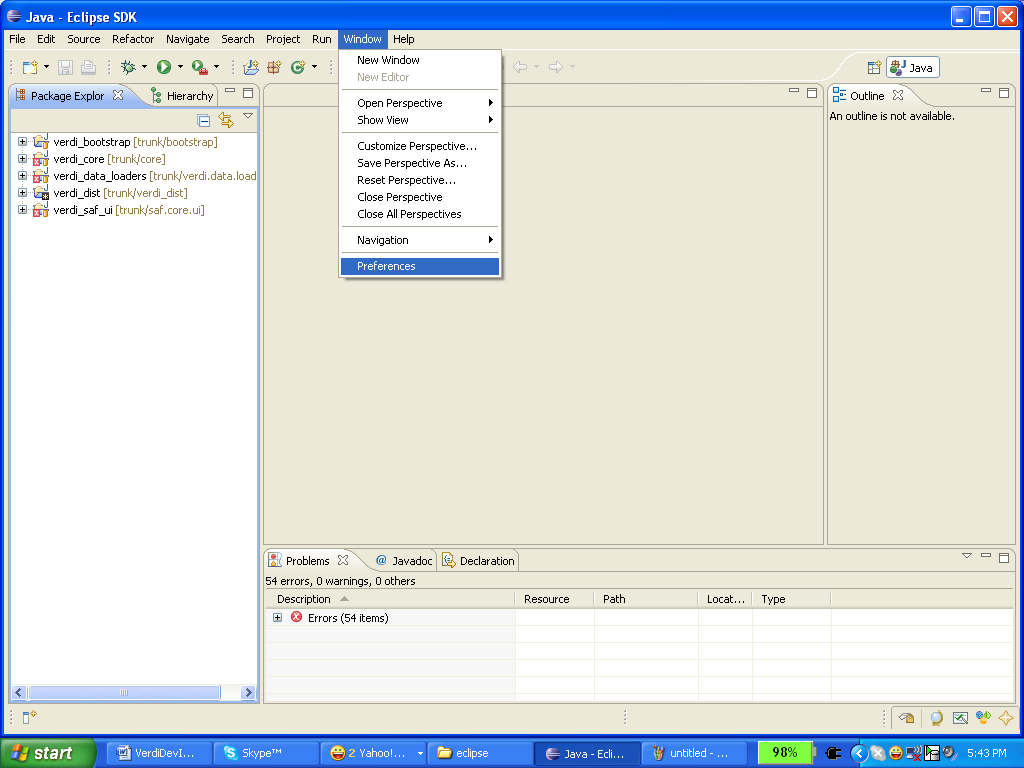 Java - Eclipse SDK
File Edit Source Refactor Navigate Search Project Run Window Help
Java
New Window
New Editor
Open Perspective
Show View
Customize Perspective...
Save Perspective As...
Reset Perspective...
Close Perspective
Close All Perspectives
Navigation
Preferences
Package Explor Hierarchy
verdi_bootstrap [trunk/bootstrap]
verdi_core [trunk/core]
verdi_data_loaders [trunk/verdi.data.load
verdi_dist [trunk/verdi_dist]
verdi_saf_ui [trunk/saf.core.ui]
Outline
An outline is not available.
Problems @ Javadoc Declaration
54 errors, 0 warnings, 0 others
Description Resource Path Locat... Type
Errors (54 items)
start VerdiDevI... Skype™ 2 Yahoo!... eclipse Java - Ecli... untitled - ... 98% 5:43 PM